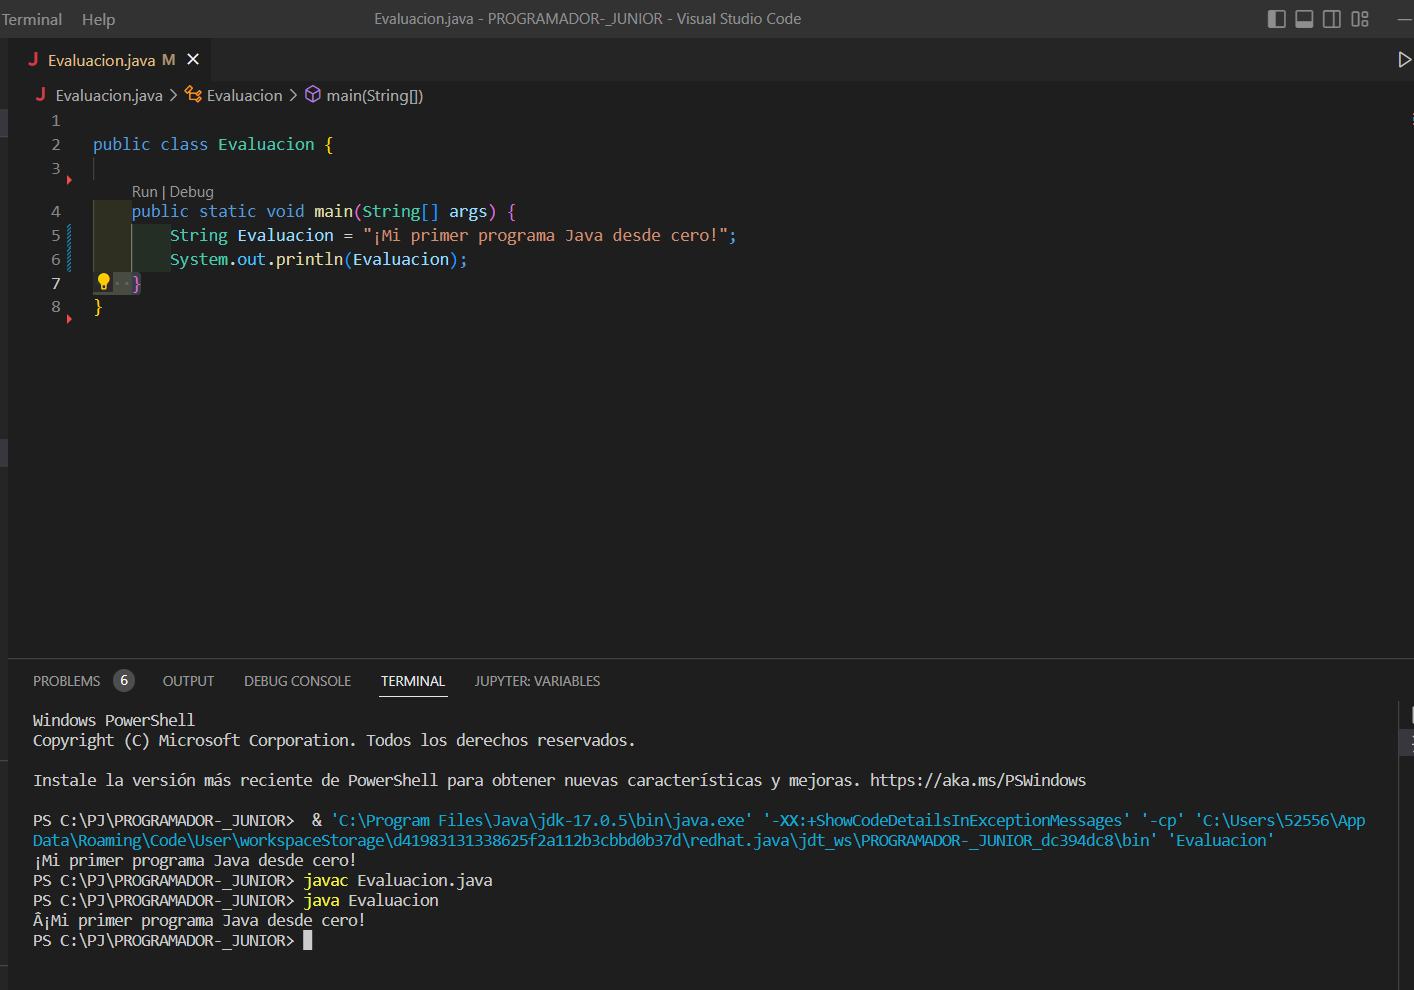 Terminal Help Evaluacion.java - PROGRAMADOR-_JUNIOR - Visual Studio Code
J Evaluacion.java M
J Evaluacion.java > Evaluacion > main(String[])
1
2 public class Evaluacion {
3
Run | Debug
4 public static void main(String[] args) {
5 String Evaluacion = "¡Mi primer programa Java desde cero!";
6 System.out.println(Evaluacion);
7 }
8 }
PROBLEMS 6 OUTPUT DEBUG CONSOLE TERMINAL JUPYTER: VARIABLES
Windows PowerShell
Copyright (C) Microsoft Corporation. Todos los derechos reservados.
Instale la versión más reciente de PowerShell para obtener nuevas características y mejoras. https://aka.ms/PSWindows
PS C:\PJ\PROGRAMADOR-_JUNIOR>  & 'C:\Program Files\Java\jdk-17.0.5\bin\java.exe' '-XX:+ShowCodeDetailsInExceptionMessages' '-cp' 'C:\Users\52556\App
Data\Roaming\Code\User\workspaceStorage\d41983131338625f2a112b3cbbd0b37d\redhat.java\jdt_ws\PROGRAMADOR-_JUNIOR_dc394dc8\bin' 'Evaluacion'
¡Mi primer programa Java desde cero!
PS C:\PJ\PROGRAMADOR-_JUNIOR> javac Evaluacion.java
PS C:\PJ\PROGRAMADOR-_JUNIOR> java Evaluacion
Â¡Mi primer programa Java desde cero!
PS C:\PJ\PROGRAMADOR-_JUNIOR>